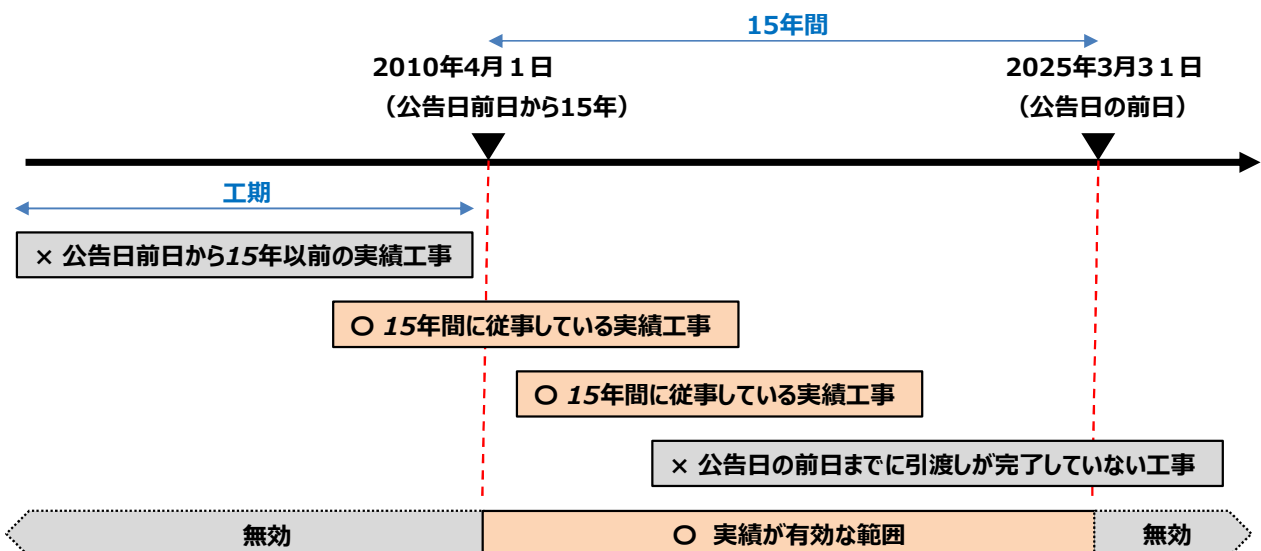 15年間
2010年4月１日
（公告日前日から15年）
2025年3月３１日
（公告日の前日）
工期
× 公告日前日から15年以前の実績工事
〇 15年間に従事している実績工事
〇 15年間に従事している実績工事
× 公告日の前日までに引渡しが完了していない工事
無効
〇 実績が有効な範囲
無効